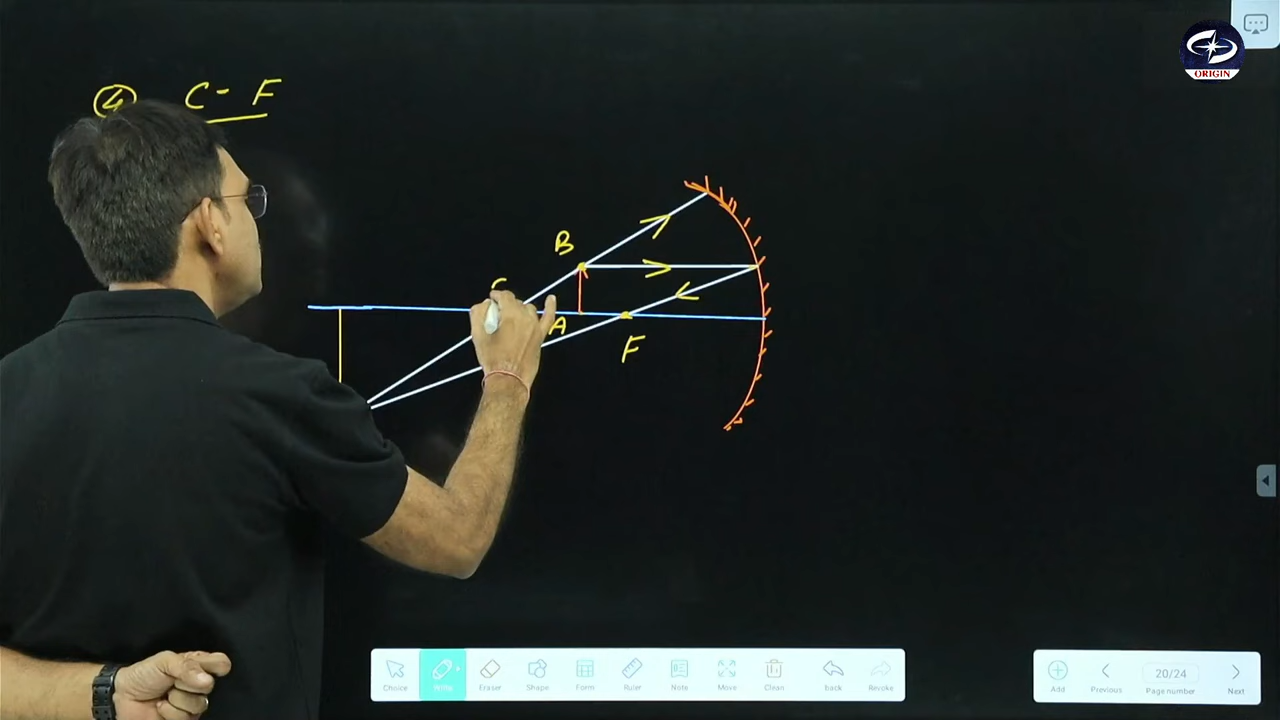 ④ C - F
ORIGIN
B
C
A
F
Choice Write Eraser Shape Form Ruler Note Move Clean back Revoke
Add Previous 20/24 Page number Next